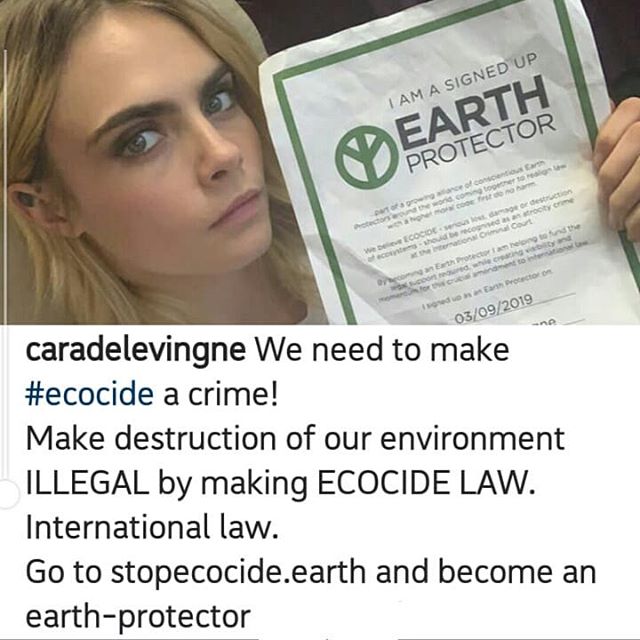 I AM A SIGNED UP
EARTH
PROTECTOR
part of a growing alliance of conscientious Earth
Protectors around the world, coming together to realign law
with a higher moral code: first do no harm.
We believe ECOCIDE - serious loss, damage or destruction
of ecosystems - should be recognised as an atrocity crime
at the International Criminal Court.
By becoming an Earth Protector I am helping to fund the
legal support required, while creating visibility and
momentum for this crucial amendment to international law.
I signed up as an Earth Protector on:
03/09/2019
caradelevingne We need to make
#ecocide a crime!
Make destruction of our environment
ILLEGAL by making ECOCIDE LAW.
International law.
Go to stopecocide.earth and become an
earth-protector